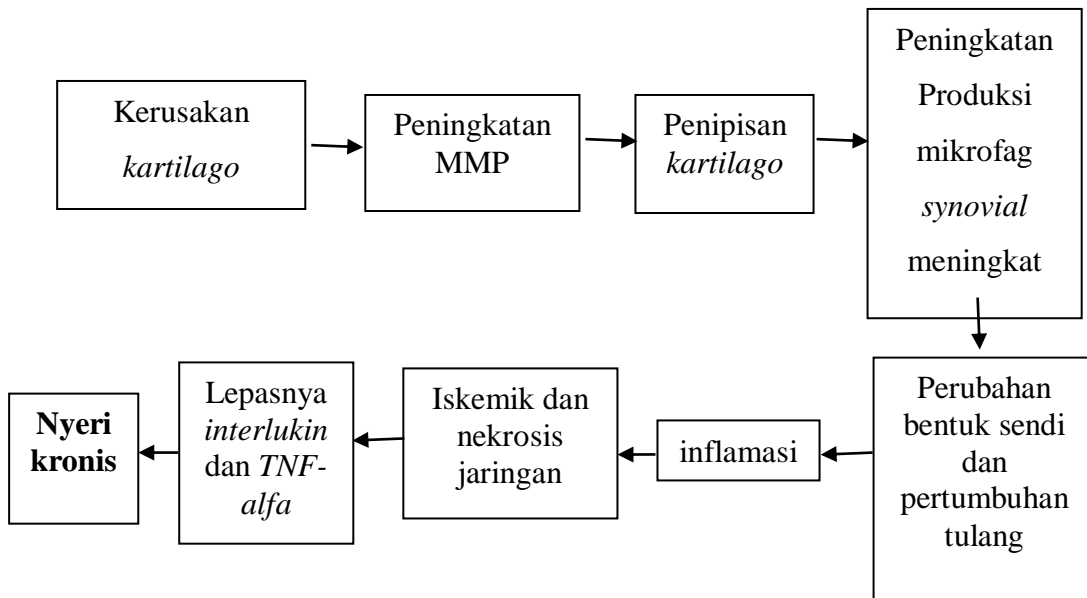 Kerusakan
kartilago
Peningkatan
MMP
Penipisan
kartilago
Peningkatan
Produksi
mikrofag
synovial
meningkat
Perubahan
bentuk sendi
dan
pertumbuhan
tulang
inflamasi
Iskemik dan
nekrosis
jaringan
Lepasnya
interlukin
dan TNF-
alfa
Nyeri
kronis